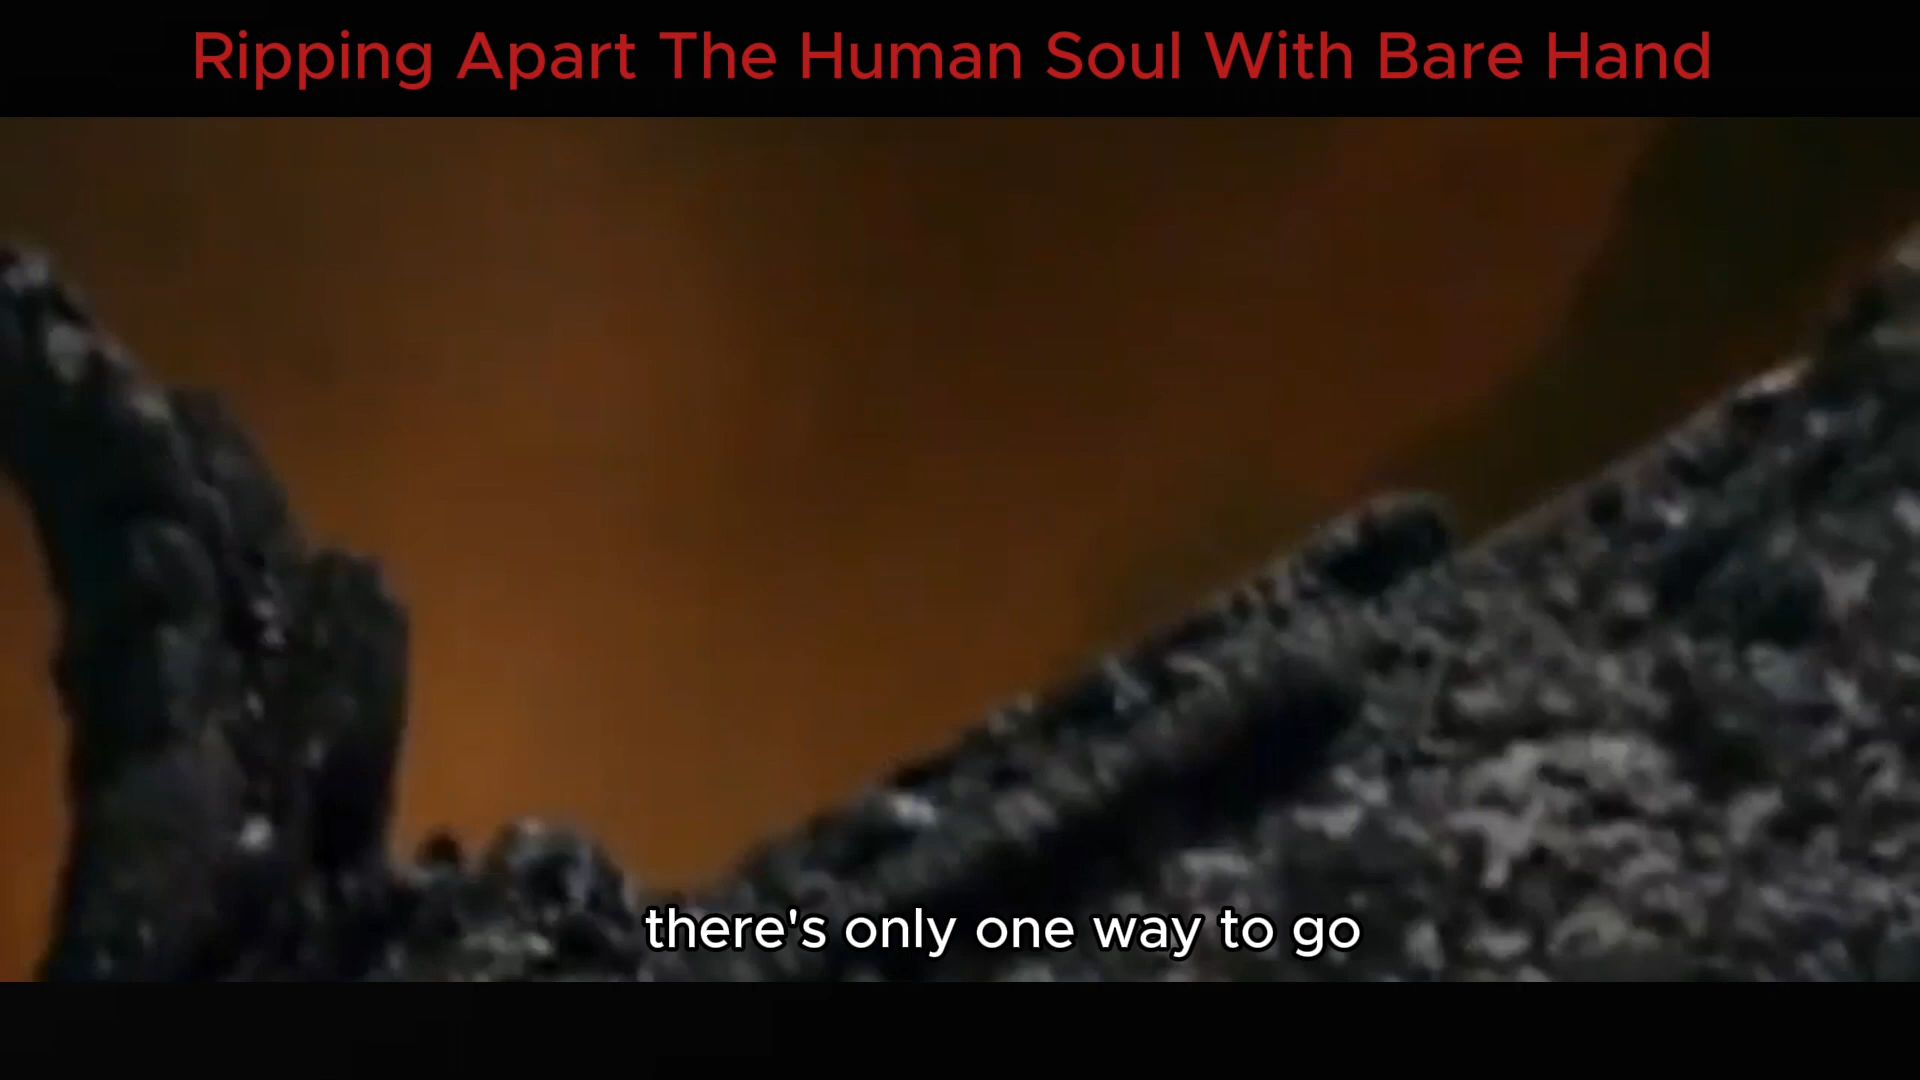 Ripping Apart The Human Soul With Bare Hand
there's only one way to go